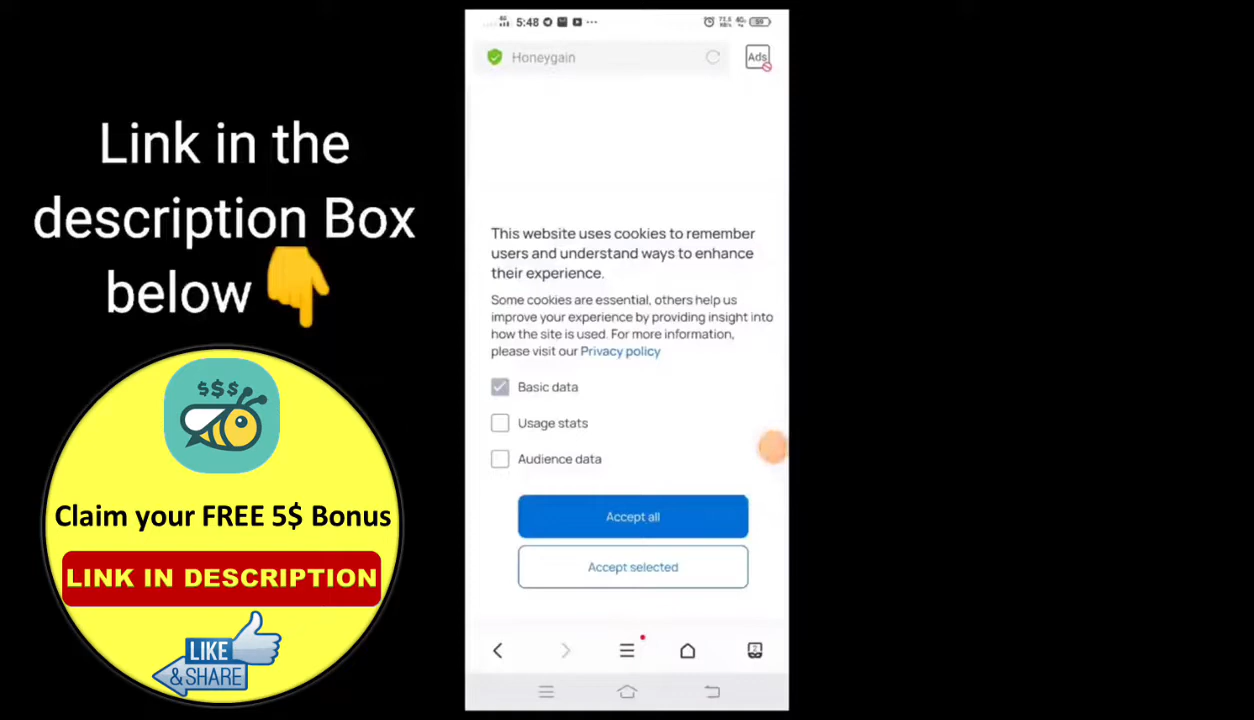 Link in the
description Box
below
$$$
Claim your FREE 5$ Bonus
LINK IN DESCRIPTION
LIKE
& SHARE
5:48
Honeygain
Ads
This website uses cookies to remember
users and understand ways to enhance
their experience.
Some cookies are essential, others help us
improve your experience by providing insight into
how the site is used. For more information,
please visit our Privacy policy
Basic data
Usage stats
Audience data
Accept all
Accept selected